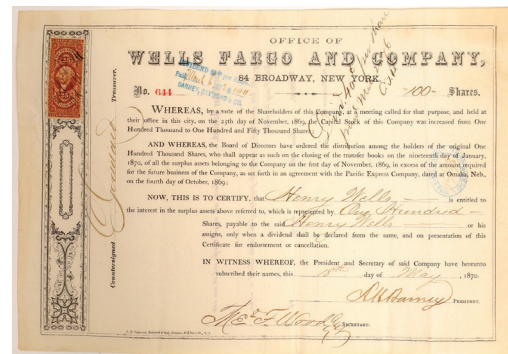 OFFICE OF
WELLS FARGO AND COMPANY,
84 BROADWAY, NEW YORK.
No. 644 -100- Shares.
WHEREAS, by a vote of the Shareholders of this Company, at a meeting called for that purpose, and held at
their office in this city, on the 25th day of November, 1869, the Capital Stock of this Company was increased from One
Hundred Thousand to One Hundred and Fifty Thousand Shares;
AND WHEREAS, the Board of Directors have ordered the distribution among the holders of the original One
Hundred Thousand Shares, who shall appear as such on the closing of the transfer books on the nineteenth day of January,
1870, of all the surplus assets belonging to the Company on the first day of November, 1869, in excess of the amount required
for the future business of the Company, as set forth in an agreement with the Pacific Express Company, dated at Omaha, Neb.,
on the fourth day of October, 1869:
NOW, THIS IS TO CERTIFY, that Henry Wells is entitled to
the interest in the surplus assets above referred to, which is represented by One Hundred
Shares, payable to the said Henry Wells or his
assigns, only when a dividend shall be declared from the same, and on presentation of this
Certificate for endorsement or cancellation.
IN WITNESS WHEREOF, the President and Secretary of said Company have hereunto
subscribed their names, this day of May, 1870.
A H Barney PRESIDENT.
SECRETARY.
Countersigned
Treasurer.